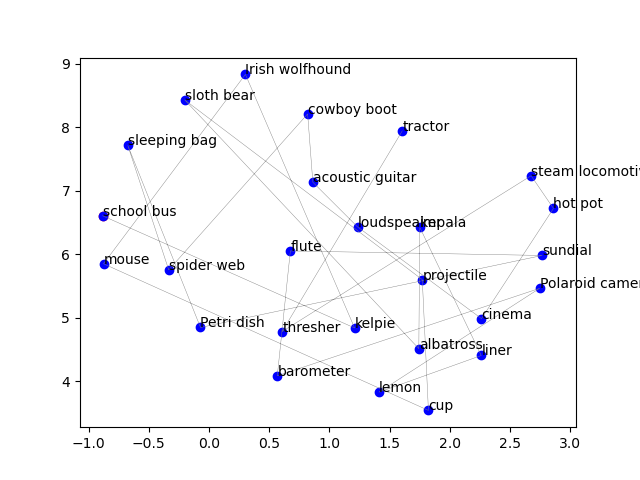 9
8
7
6
5
4
Irish wolfhound
sloth bear
cowboy boot
tractor
sleeping bag
acoustic guitar
steam locomotiv
hot pot
school bus
loudspeaker
impala
flute
sundial
mouse
spider web
projectile
Polaroid camer
Petri dish
thresher
kelpie
cinema
albatross
liner
barometer
lemon
cup
−1.0 −0.5 0.0 0.5 1.0 1.5 2.0 2.5 3.0